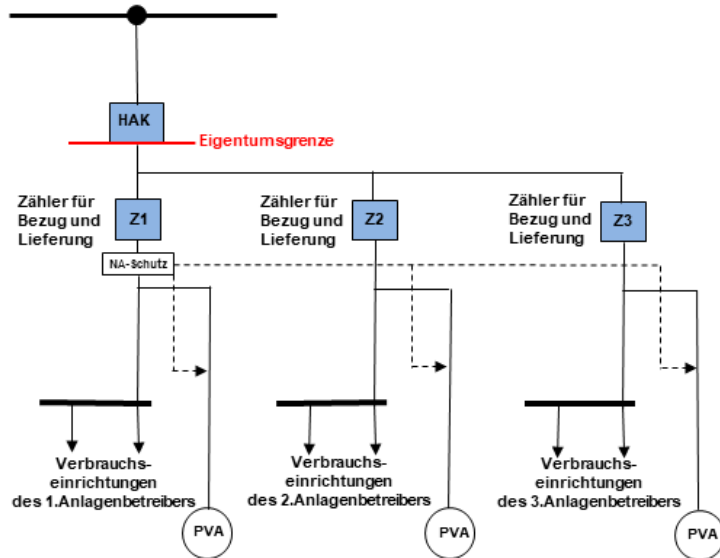 HAK
Eigentumsgrenze
Zähler für
Bezug und
Lieferung
Z1
Zähler für
Bezug und
Lieferung
Z2
Zähler für
Bezug und
Lieferung
Z3
NA-Schutz
Verbrauchs-
einrichtungen
des 1.Anlagenbetreibers
Verbrauchs-
einrichtungen
des 2.Anlagenbetreibers
Verbrauchs-
einrichtungen
des 3.Anlagenbetreibers
PVA
PVA
PVA